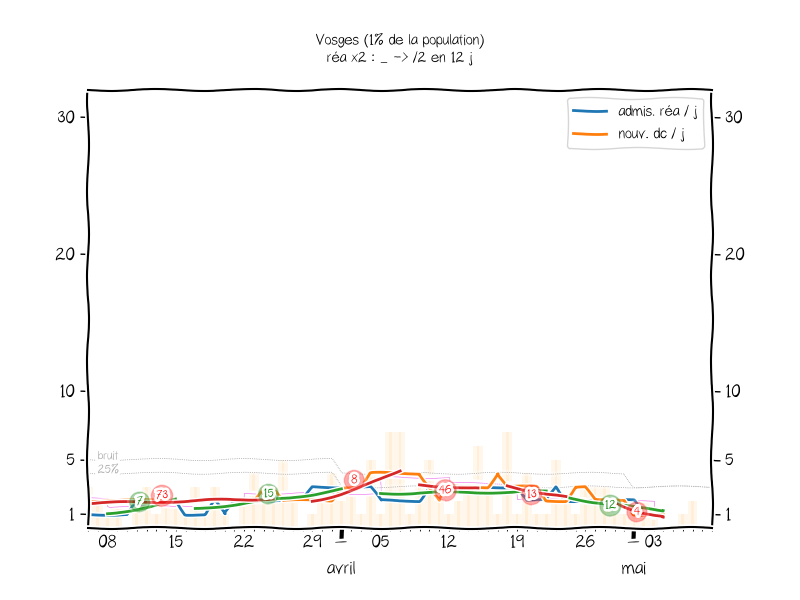 Vosges (1% de la population)
réa x2 : _ -> /2 en 12 j
admis. réa / j
nouv. dc / j
30
30
20
20
10
10
5
5
1
1
bruit
25%
7
73
15
8
46
13
12
4
08 15 22 29 05 12 19 26 03
avril mai